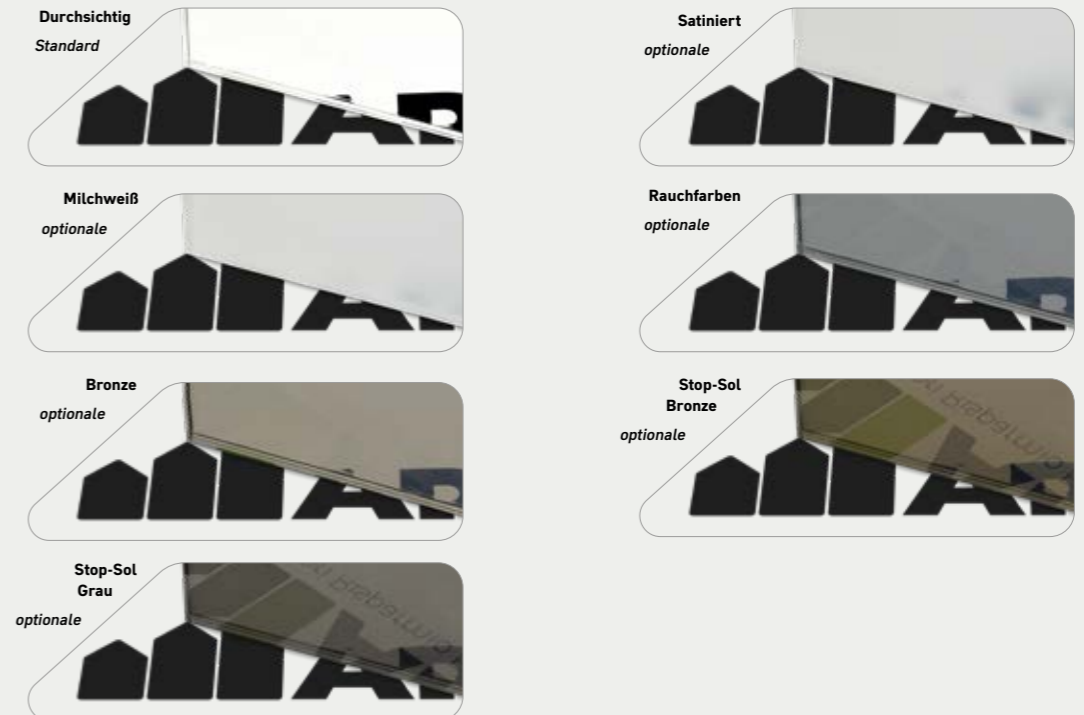 Durchsichtig
Standard
Satiniert
optionale
Milchweiß
optionale
Rauchfarben
optionale
Bronze
optionale
Stop-Sol
Bronze
optionale
Stop-Sol
Grau
optionale